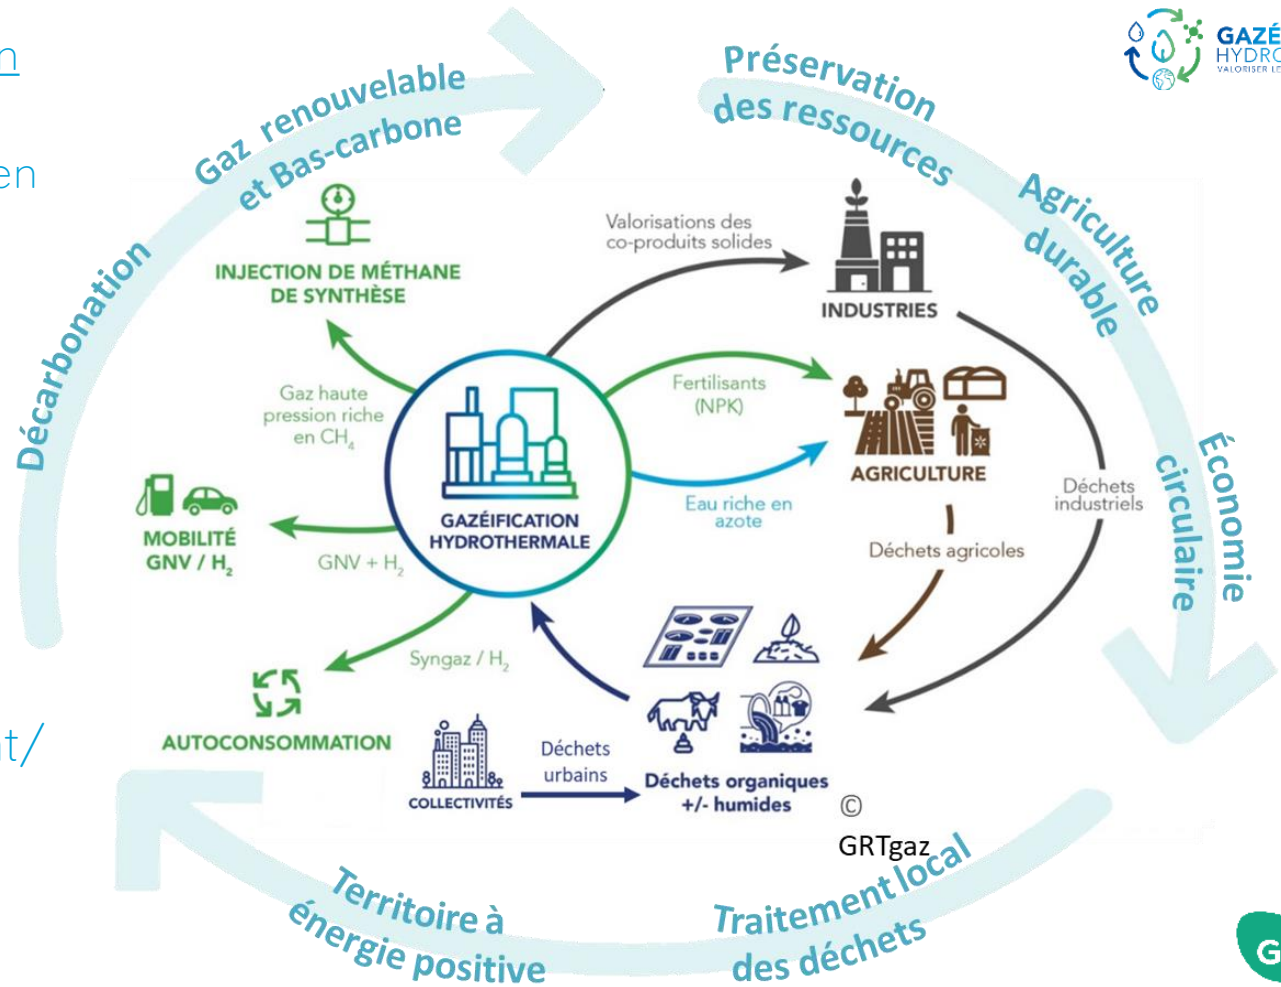 Gaz renouvelable
et Bas-carbone
Préservation
des ressources
GAZÉ
HYDRO
VALORISER LE
en
Agriculture
durable
Décarbonation
Valorisations des
co-produits solides
INJECTION DE MÉTHANE
DE SYNTHÈSE
INDUSTRIES
Gaz haute
pression riche
en CH₄
Fertilisants
(NPK)
AGRICULTURE
Économie
circulaire
Déchets
industriels
Eau riche en
azote
GAZÉIFICATION
HYDROTHERMALE
MOBILITÉ
GNV / H₂
GNV + H₂
Déchets agricoles
Syngaz / H₂
AUTOCONSOMMATION
t/
Déchets
urbains
COLLECTIVITÉS
Déchets organiques
+/- humides
©
GRTgaz
Territoire à
énergie positive
Traitement local
des déchets
G